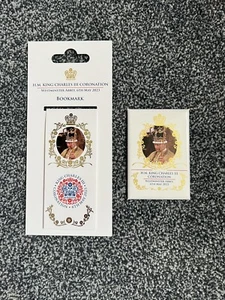 H.M. KING CHARLES III CORONATION
WESTMINSTER ABBEY, 6TH MAY 2023
BOOKMARK
H.M. KING CHARLES III
CORONATION
WESTMINSTER ABBEY
6TH MAY 2023